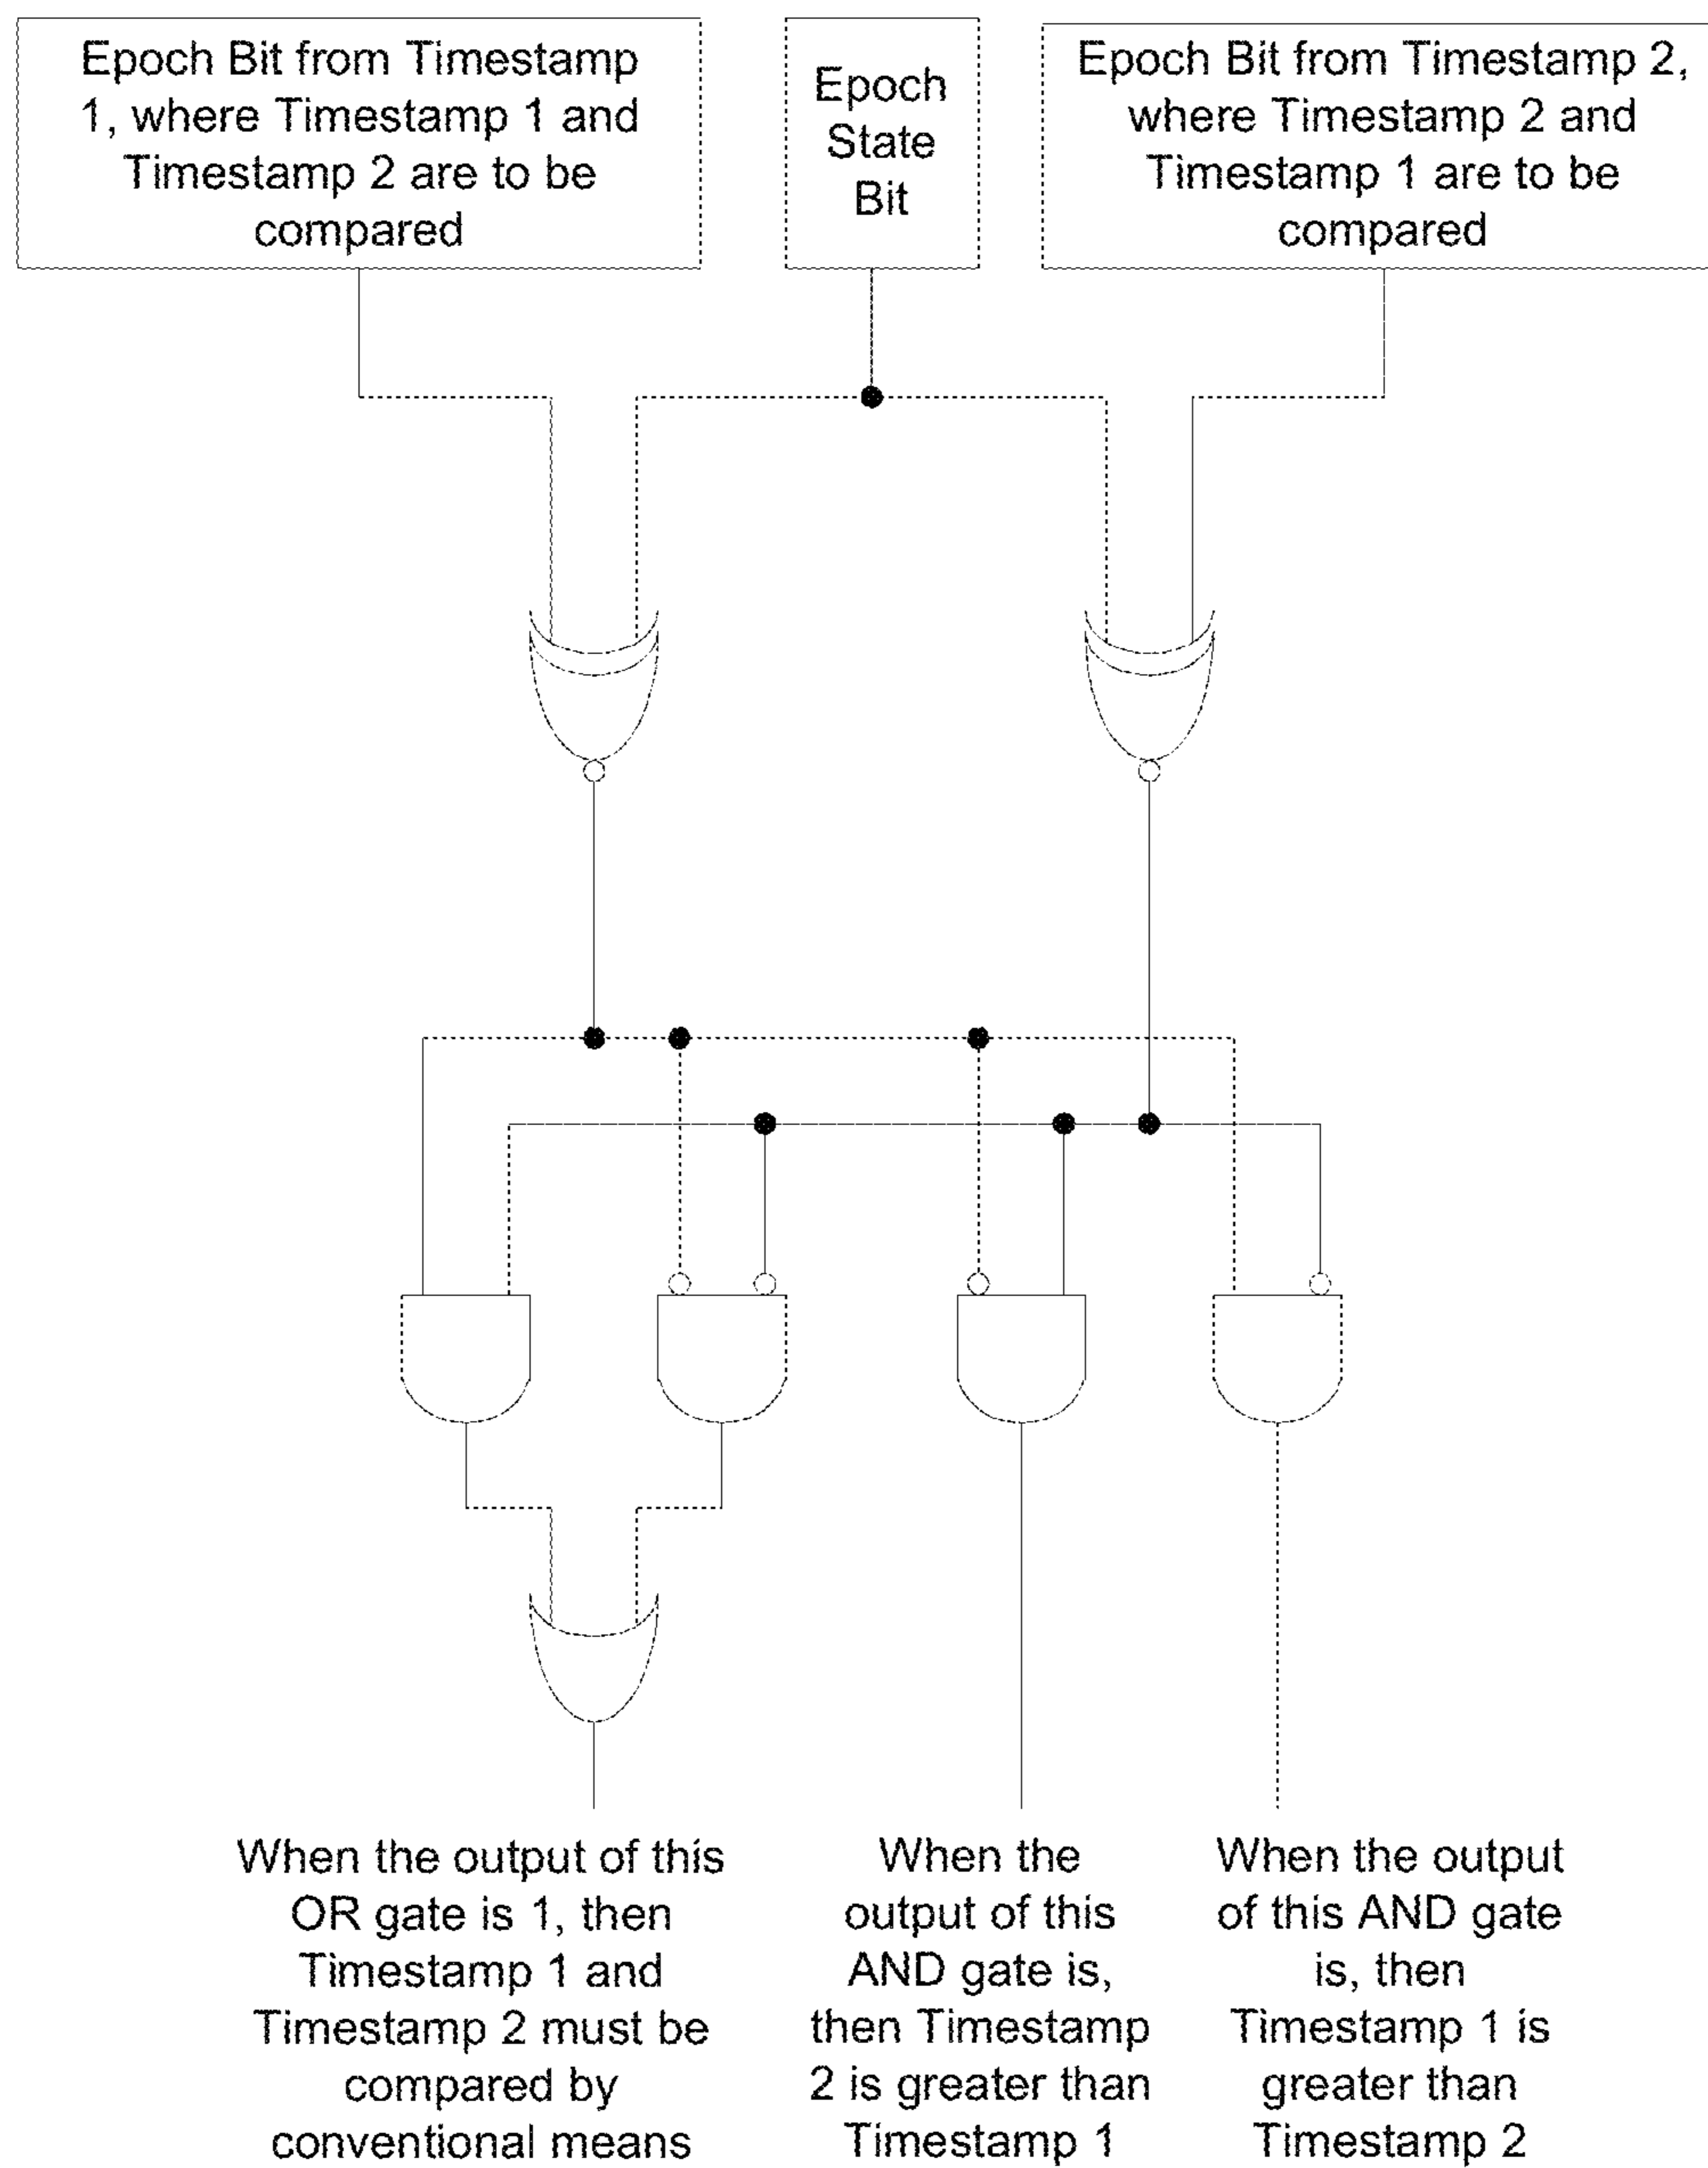 Epoch Bit from Timestamp
1, where Timestamp 1 and
Timestamp 2 are to be
compared
Epoch
State
Bit
Epoch Bit from Timestamp 2,
where Timestamp 2 and
Timestamp 1 are to be
compared
When the output of this
OR gate is 1, then
Timestamp 1 and
Timestamp 2 must be
compared by
conventional means
When the
output of this
AND gate is,
then Timestamp
2 is greater than
Timestamp 1
When the output
of this AND gate
is, then
Timestamp 1 is
greater than
Timestamp 2